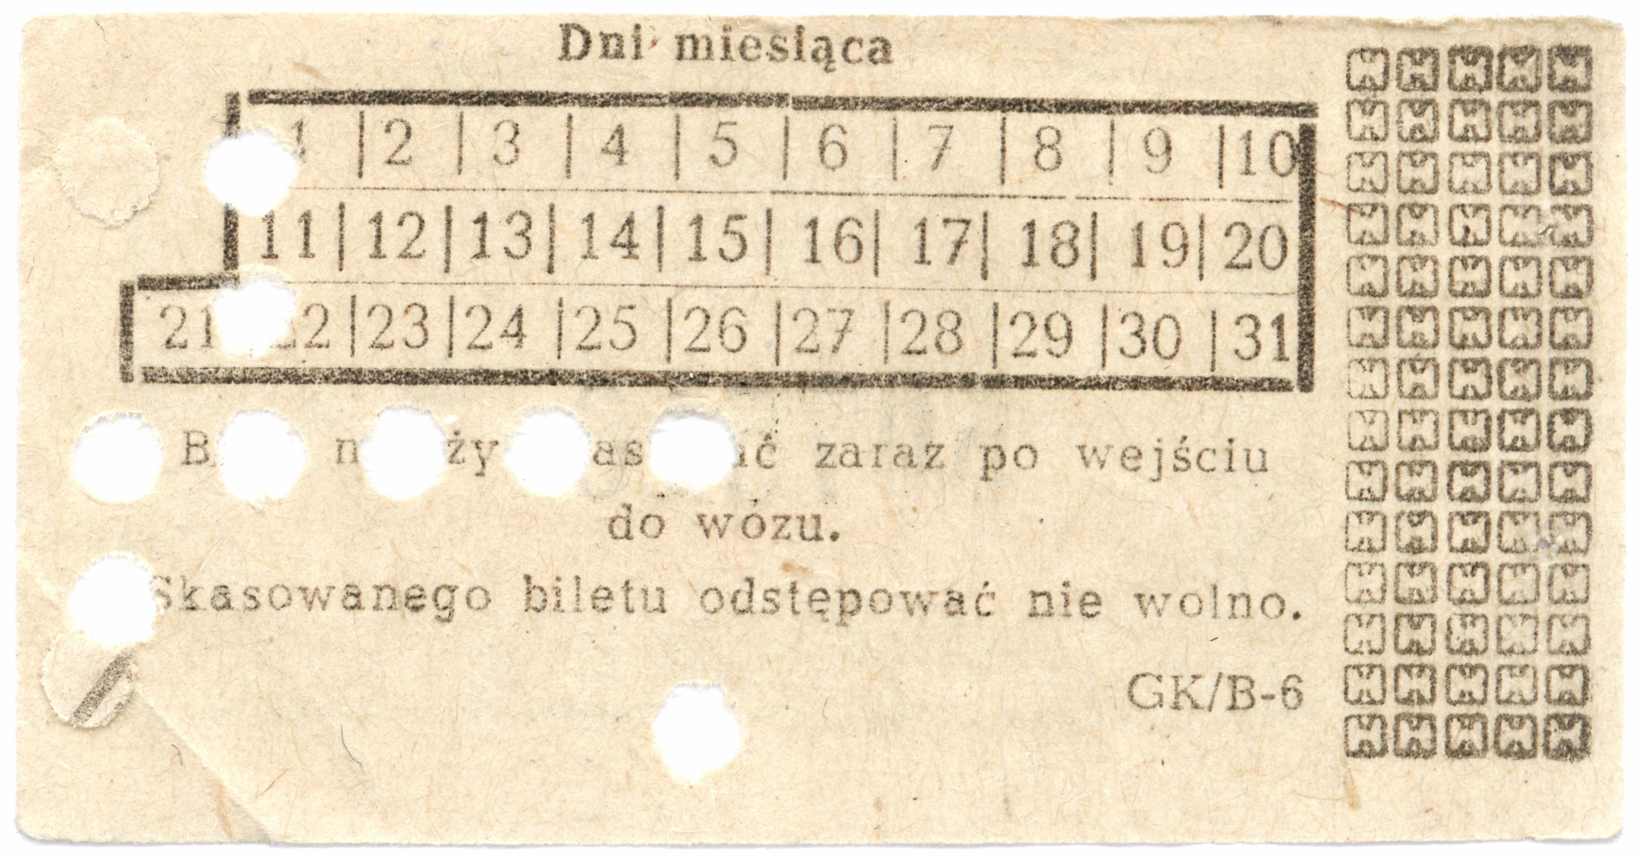 Dni miesiąca
1 | 2 | 3 | 4 | 5 | 6 | 7 | 8 | 9 | 10
11 | 12 | 13 | 14 | 15 | 16 | 17 | 18 | 19 | 20
21 22 | 23 | 24 | 25 | 26 | 27 | 28 | 29 | 30 | 31
zaraz po wejściu
do wozu.
Skasowanego biletu odstępować nie wolno.
GK/B-6